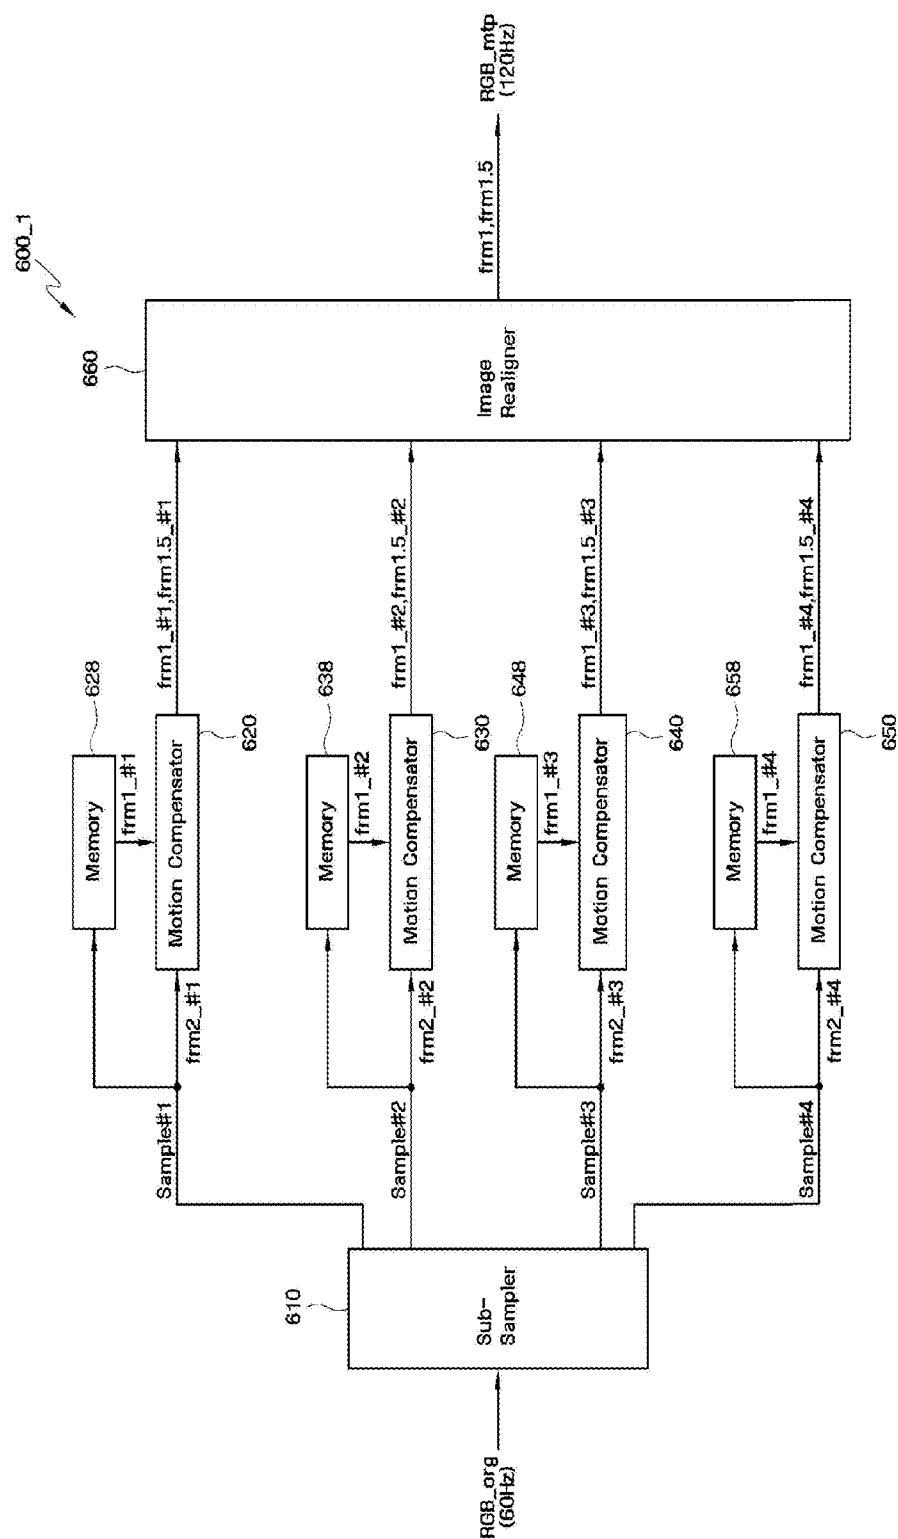 600_1
RGB_org
(60Hz)
610
Sub-
Sampler
Sample#1
frm2_#1
Memory
628
frm1_#1
Motion Compensator
620
frm1_#1,frm1.5_#1
Sample#2
frm2_#2
Memory
638
frm1_#2
Motion Compensator
630
frm1_#2,frm1.5_#2
Sample#3
frm2_#3
Memory
648
frm1_#3
Motion Compensator
640
frm1_#3,frm1.5_#3
Sample#4
frm2_#4
Memory
658
frm1_#4
Motion Compensator
650
frm1_#4,frm1.5_#4
660
Image
Realigner
frm1,frm1.5
RGB_mtp
(120Hz)